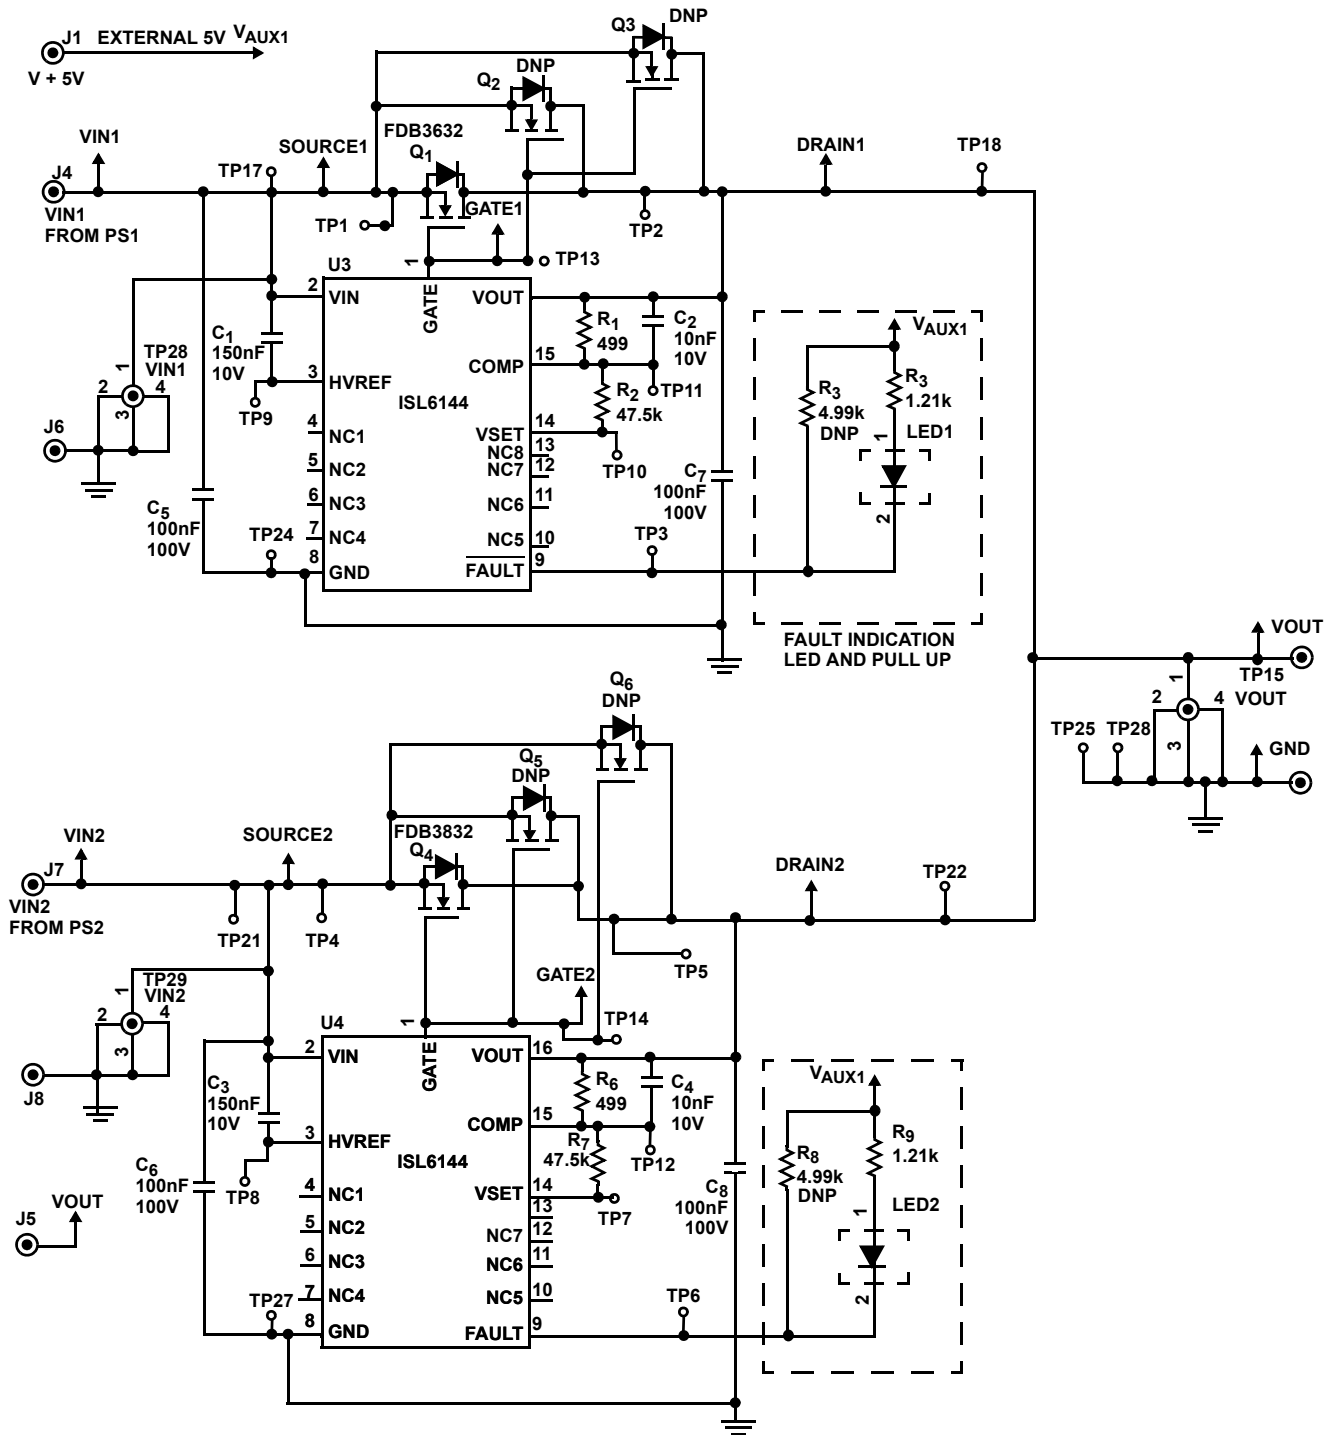 J1 EXTERNAL 5V VAUX1
V + 5V
Q3
DNP
Q2
DNP
FDB3632
Q1
VIN1
J4
VIN1
FROM PS1
TP17
SOURCE1
TP1
GATE1
TP13
TP2
DRAIN1
TP18
U3
1
GATE
2
VIN
VOUT
C1
150nF
10V
3
HVREF
TP9
ISL6144
COMP
15
R1
499
C2
10nF
10V
R2
47.5k
TP11
4
NC1
5
NC2
6
NC3
7
NC4
8
GND
VSET
14
NC8
13
NC7
12
NC6
11
NC5
10
FAULT
9
TP10
TP3
C7
100nF
100V
TP28
VIN1
1
2
3
4
J6
C5
100nF
100V
TP24
VAUX1
R3
4.99k
DNP
R3
1.21k
LED1
1
2
FAULT INDICATION
LED AND PULL UP
VOUT
TP15
VOUT
1
2
3
4
TP25
TP28
GND
Q6
DNP
Q5
DNP
FDB3832
Q4
VIN2
J7
VIN2
FROM PS2
SOURCE2
TP21
TP4
TP5
DRAIN2
TP22
GATE2
TP14
TP29
VIN2
1
2
3
4
J8
U4
1
GATE
2
VIN
VOUT
16
C3
150nF
10V
3
HVREF
TP8
ISL6144
COMP
15
R6
499
C4
10nF
10V
R7
47.5k
TP12
C6
100nF
100V
4
NC1
5
NC2
6
NC3
7
NC4
8
GND
VSET
14
13
NC7
12
NC6
11
NC5
10
FAULT
9
TP7
TP6
TP27
C8
100nF
100V
J5
VOUT
VAUX1
R8
4.99k
DNP
R9
1.21k
LED2
1
2